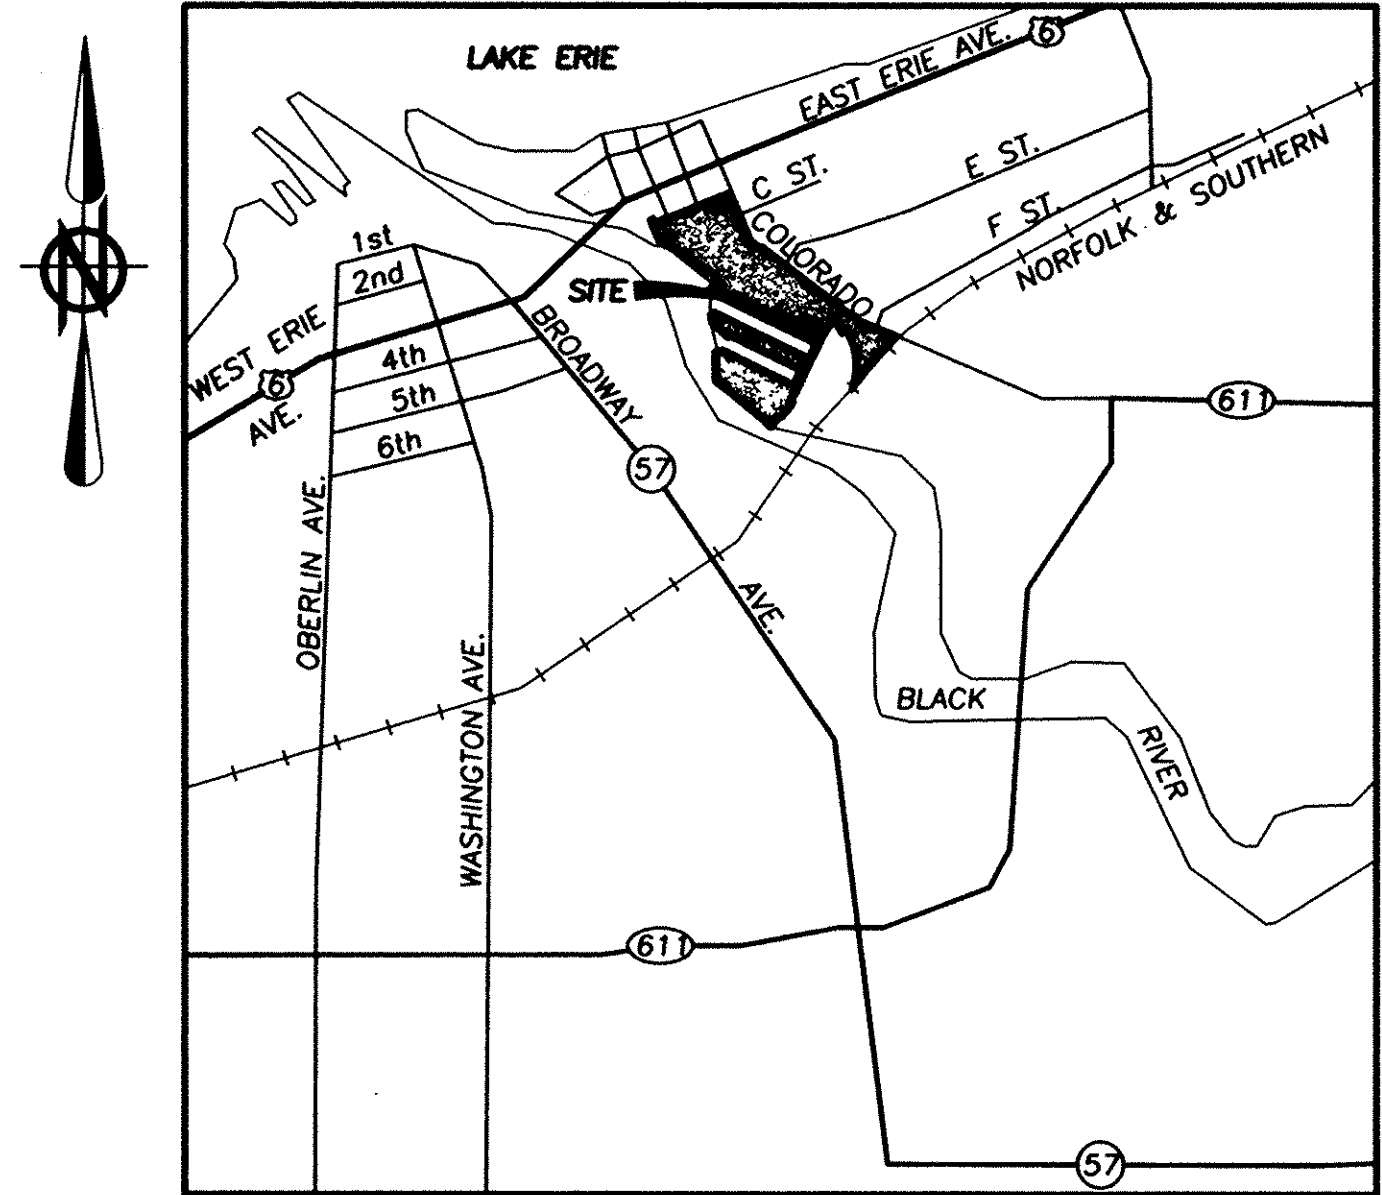 LAKE ERIE
EAST ERIE AVE.
6
C ST.
E ST.
F ST.
NORFOLK & SOUTHERN
COLORADO
N
1st
2nd
SITE
WEST ERIE
6
AVE.
4th
5th
6th
BROADWAY
57
AVE.
611
OBERLIN AVE.
WASHINGTON AVE.
BLACK
RIVER
611
57